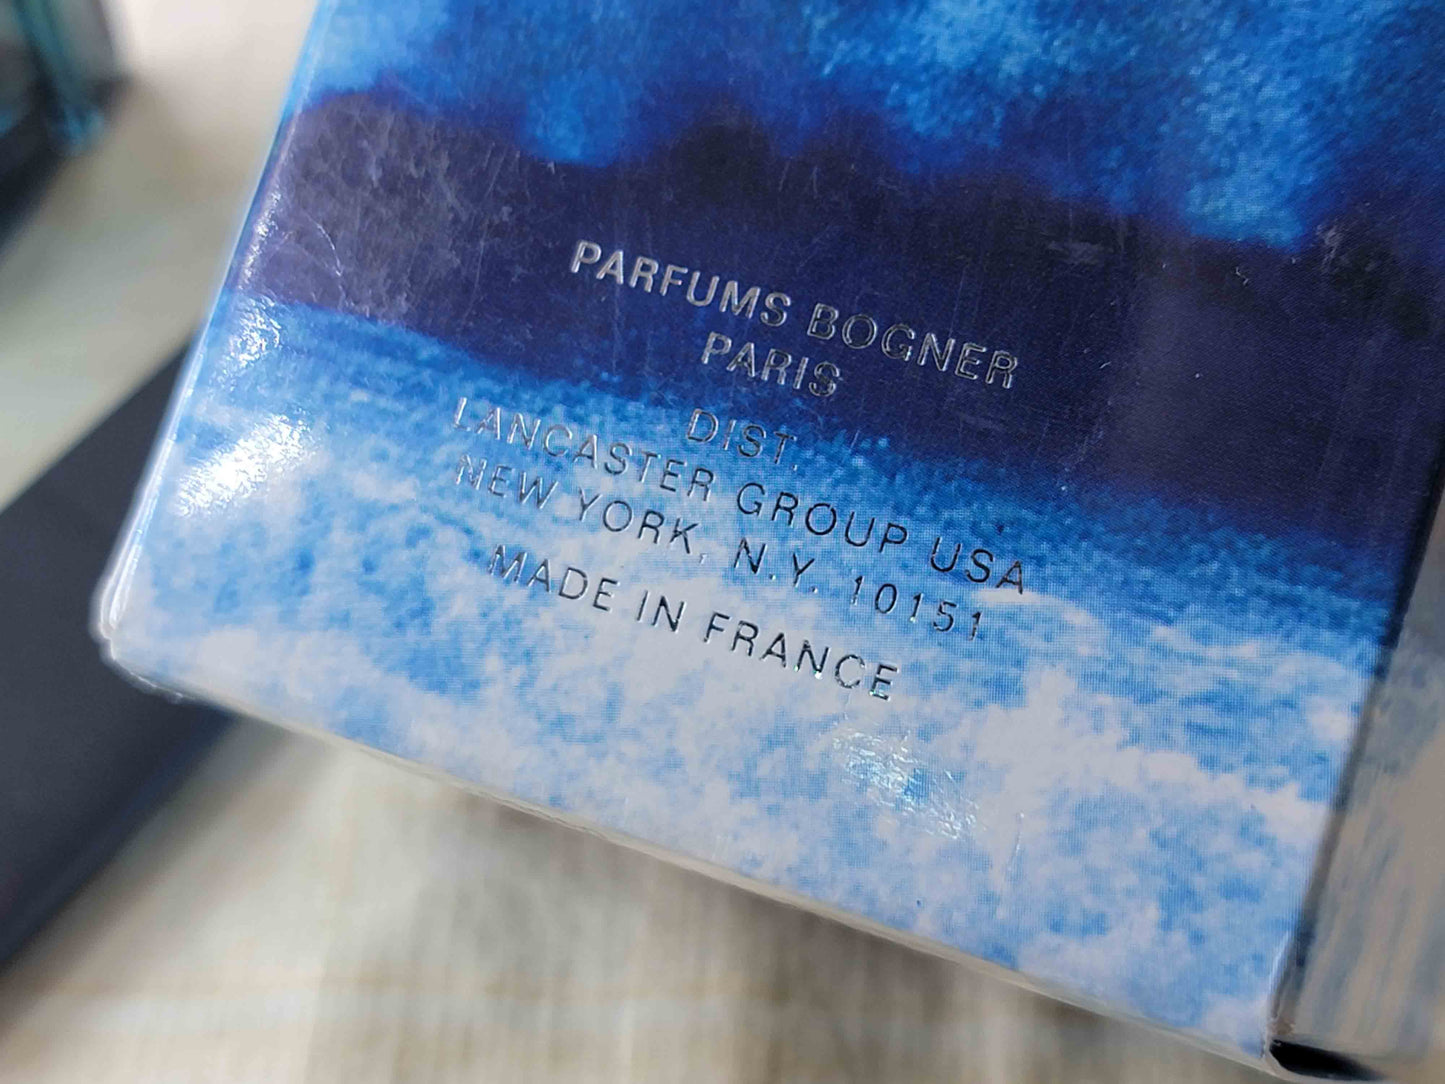 PARFUMS BOGNER
PARIS
DIST.
LANCASTER GROUP USA
NEW YORK, N.Y. 10151
MADE IN FRANCE